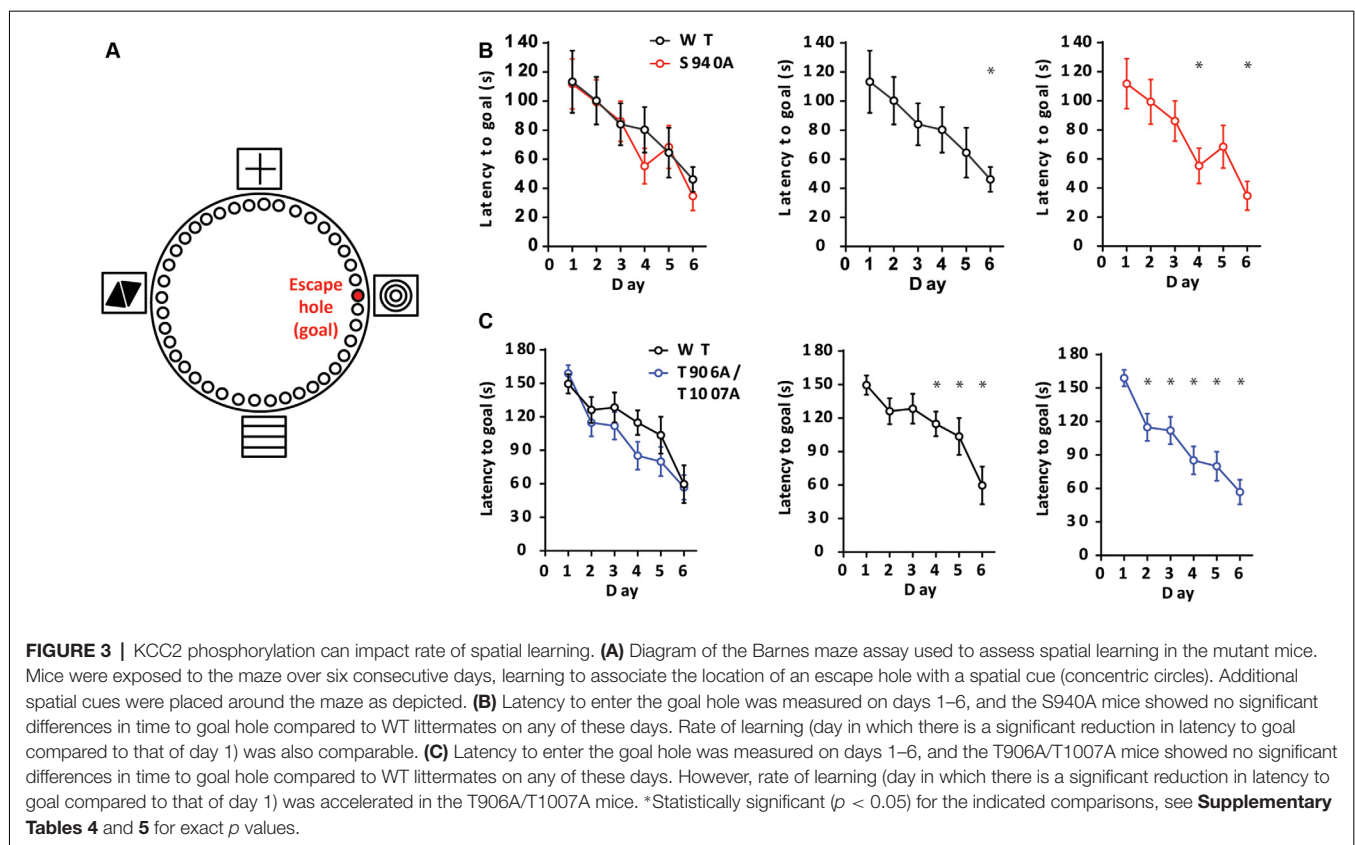 A
Escape
hole
(goal)
B
WT
S940A
Latency to goal (s)
140
120
100
80
60
40
20
0
0 1 2 3 4 5 6
Day
Latency to goal (s)
140
120
100
80
60
40
20
0
*
0 1 2 3 4 5 6
Day
Latency to goal (s)
140
120
100
80
60
40
20
0
* *
0 1 2 3 4 5 6
Day
C
WT
T906A/
T1007A
Latency to goal (s)
180
150
120
90
60
30
0
0 1 2 3 4 5 6
Day
Latency to goal (s)
180
150
120
90
60
30
0
* * *
0 1 2 3 4 5 6
Day
Latency to goal (s)
180
150
120
90
60
30
0
* * * * *
0 1 2 3 4 5 6
Day
FIGURE 3 | KCC2 phosphorylation can impact rate of spatial learning. (A) Diagram of the Barnes maze assay used to assess spatial learning in the mutant mice.
Mice were exposed to the maze over six consecutive days, learning to associate the location of an escape hole with a spatial cue (concentric circles). Additional
spatial cues were placed around the maze as depicted. (B) Latency to enter the goal hole was measured on days 1–6, and the S940A mice showed no significant
differences in time to goal hole compared to WT littermates on any of these days. Rate of learning (day in which there is a significant reduction in latency to goal
compared to that of day 1) was also comparable. (C) Latency to enter the goal hole was measured on days 1–6, and the T906A/T1007A mice showed no significant
differences in time to goal hole compared to WT littermates on any of these days. However, rate of learning (day in which there is a significant reduction in latency to
goal compared to that of day 1) was accelerated in the T906A/T1007A mice. *Statistically significant (p < 0.05) for the indicated comparisons, see Supplementary
Tables 4 and 5 for exact p values.